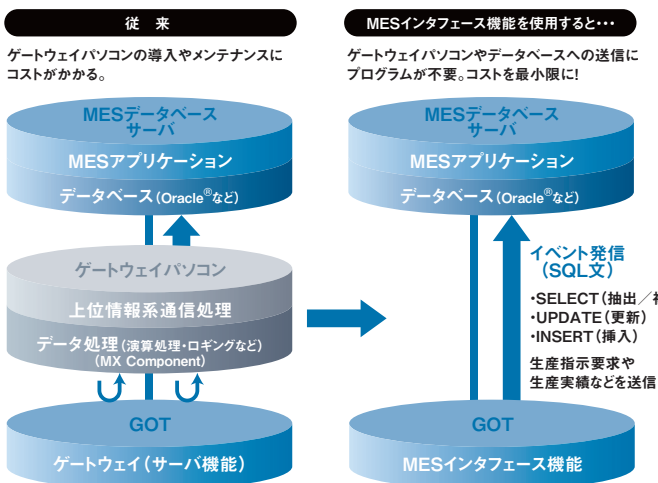 従 来
ゲートウェイパソコンの導入やメンテナンスに
コストがかかる。
MESデータベース
サーバ
MESアプリケーション
データベース(Oracle®など)
ゲートウェイパソコン
上位情報系通信処理
データ処理(演算処理・ロギングなど)
(MX Component)
GOT
ゲートウェイ(サーバ機能)
MESインタフェース機能を使用すると・・・
ゲートウェイパソコンやデータベースへの送信に
プログラムが不要。コストを最小限に!
MESデータベース
サーバ
MESアプリケーション
データベース(Oracle®など)
イベント発信
(SQL文)
・SELECT(抽出/
・UPDATE(更新)
・INSERT(挿入)
生産指示要求や
生産実績などを送信
GOT
MESインタフェース機能